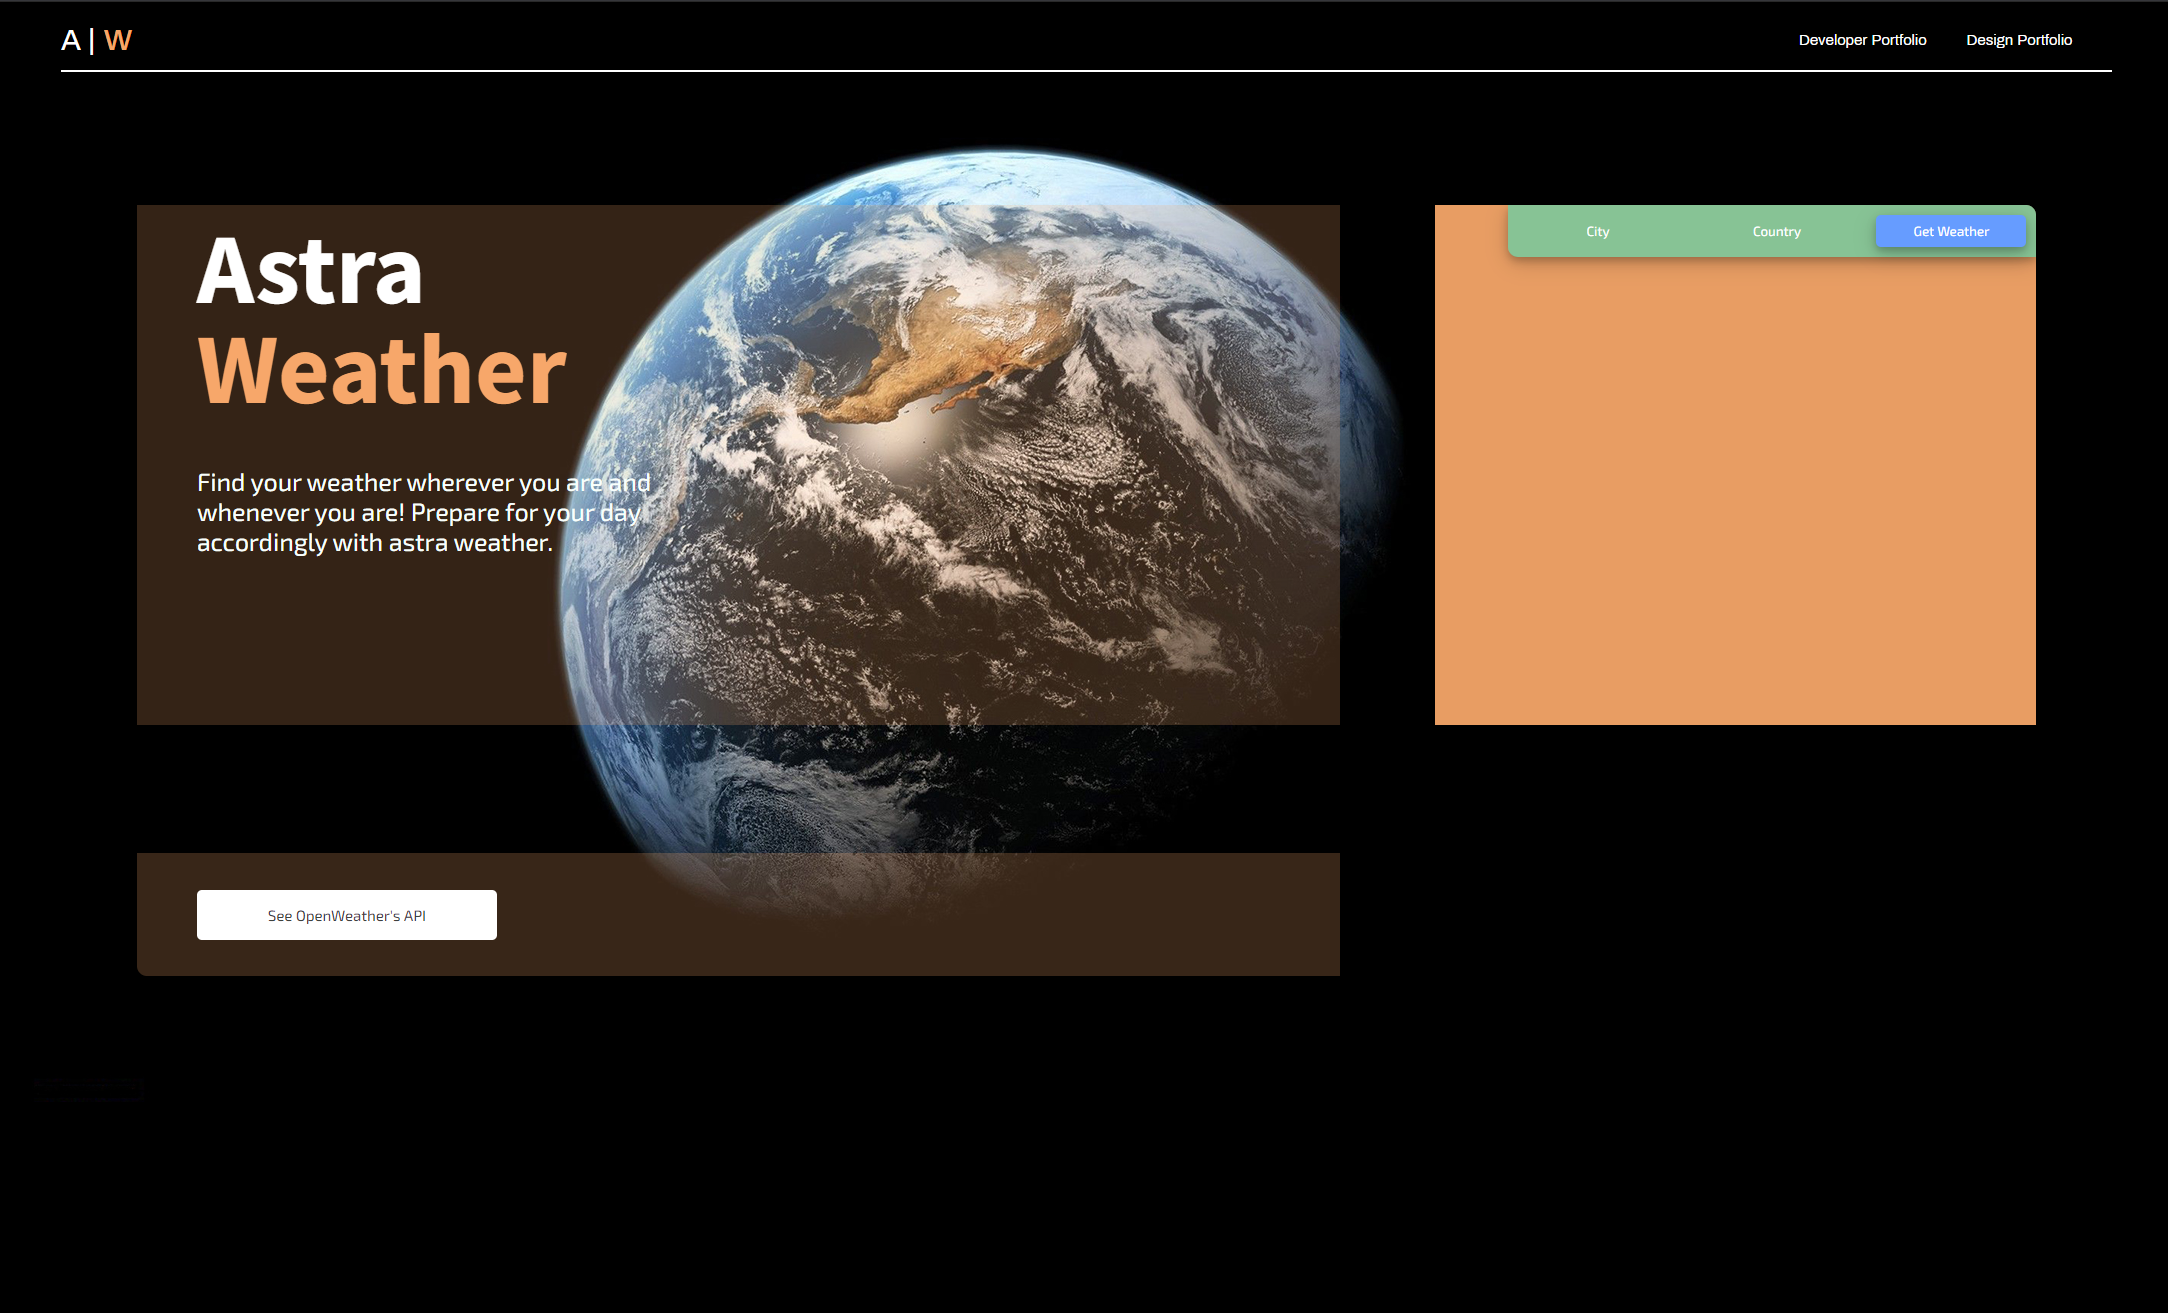 A | W
Developer Portfolio
Design Portfolio
Astra
Weather
City
Country
Get Weather
Find your weather wherever you are and
whenever you are! Prepare for your day
accordingly with astra weather.
See OpenWeather's API